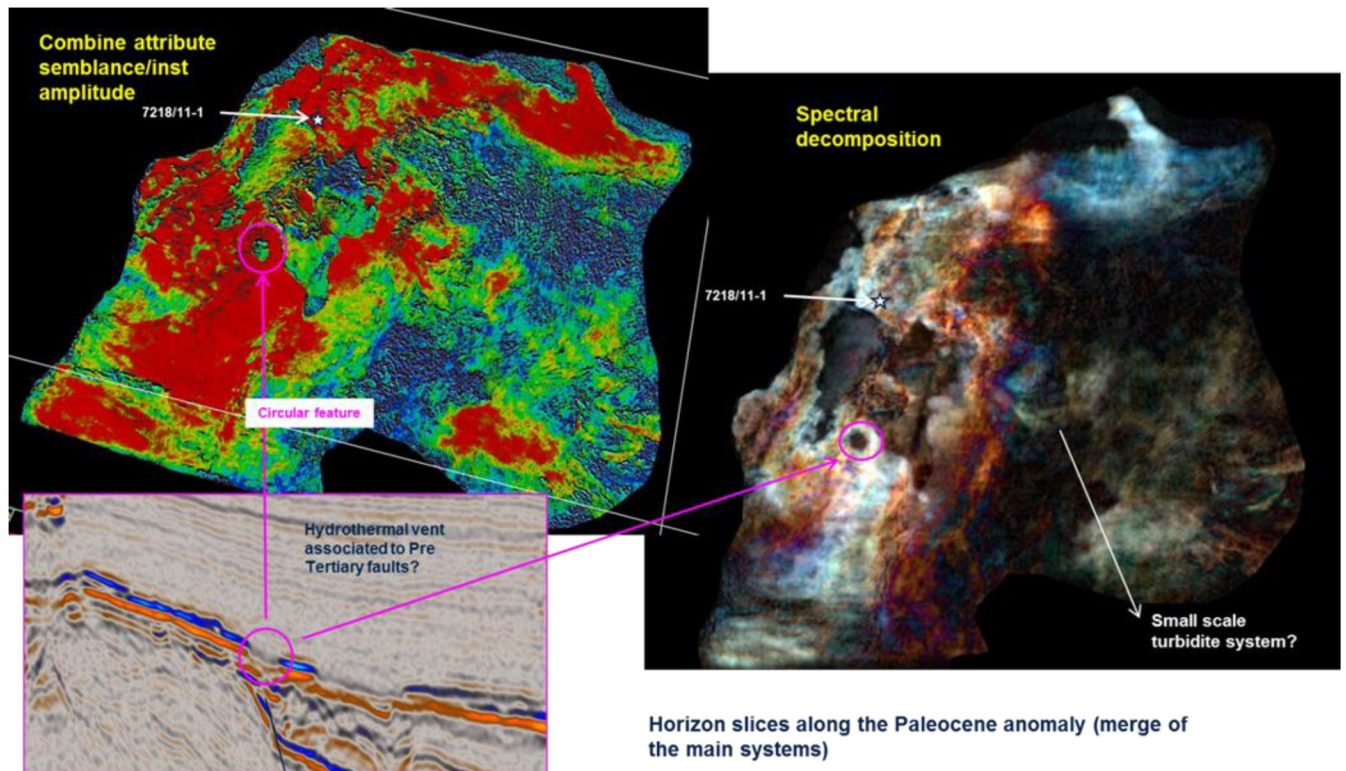 Combine attribute
semblance/inst
amplitude
7218/11-1
Circular feature
Hydrothermal vent
associated to Pre
Tertiary faults?
Spectral
decomposition
7218/11-1
Small scale
turbidite system?
Horizon slices along the Paleocene anomaly (merge of
the main systems)